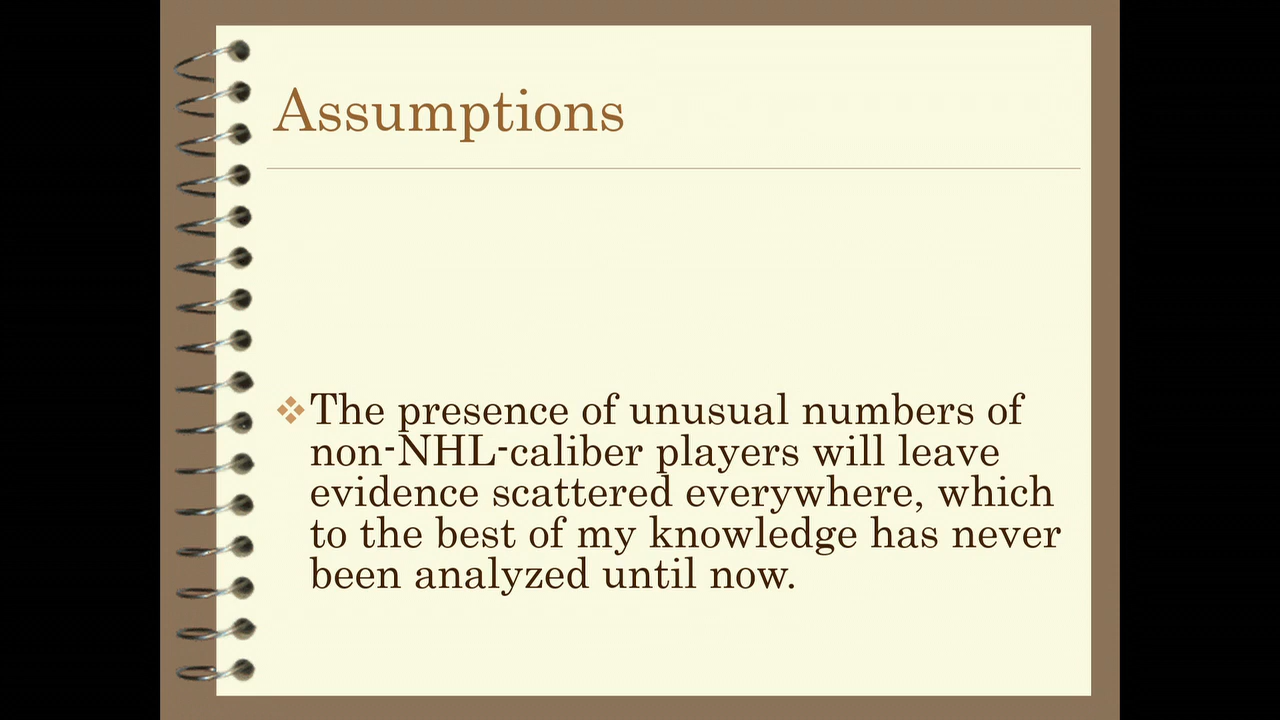 Assumptions
The presence of unusual numbers of
non-NHL-caliber players will leave
evidence scattered everywhere, which
to the best of my knowledge has never
been analyzed until now.